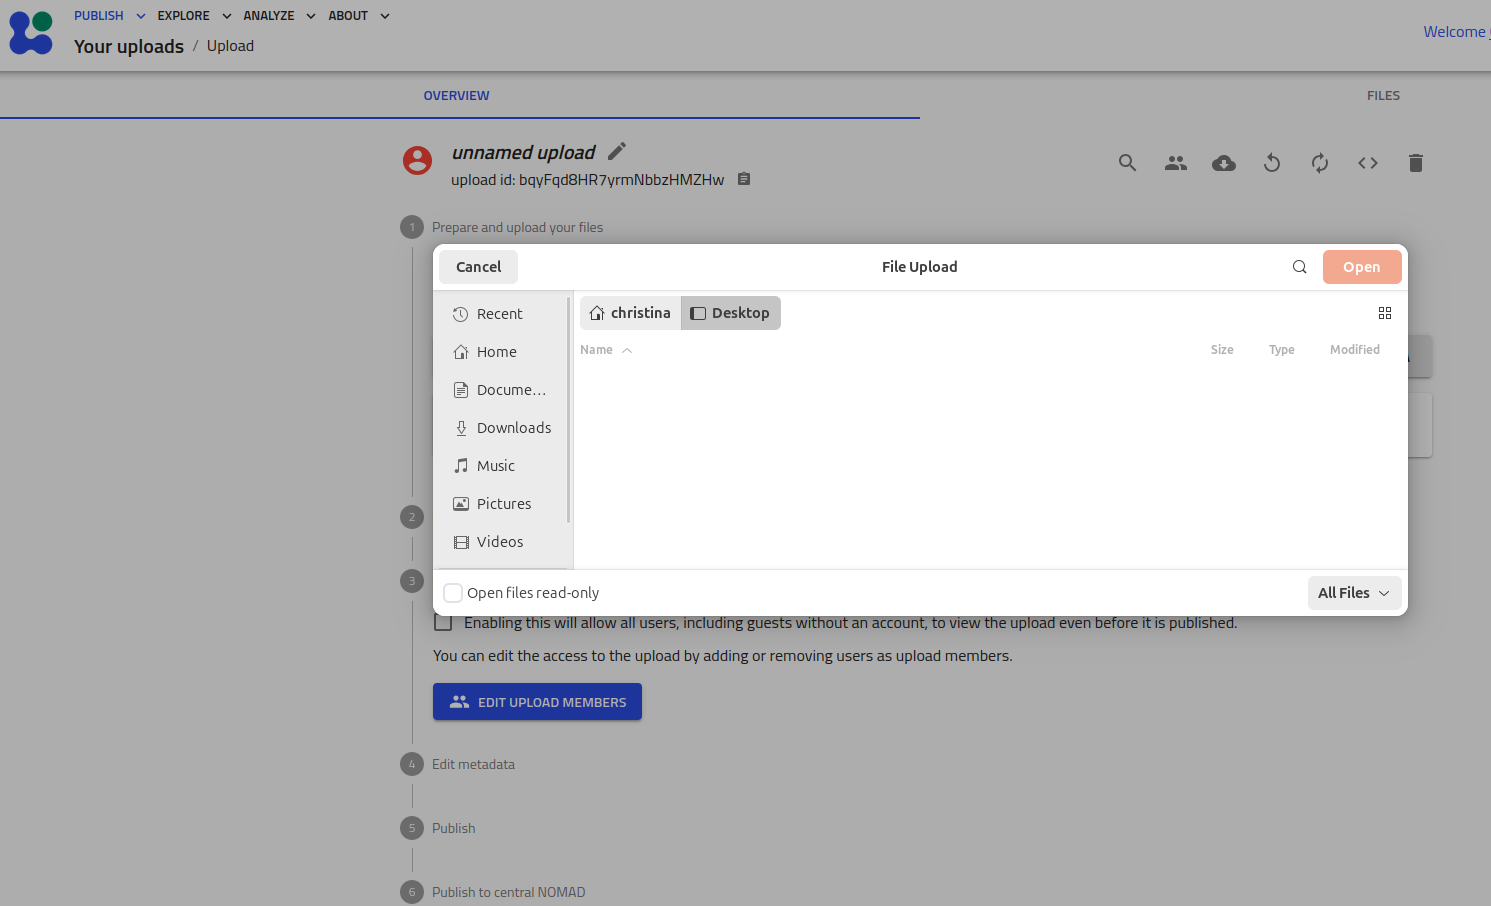 PUBLISH EXPLORE ANALYZE ABOUT
Your uploads / Upload
Welcome
OVERVIEW
FILES
unnamed upload
upload id: bqyFqd8HR7yrmNbbzHMZHw
1 Prepare and upload your files
Cancel
File Upload
Open
Recent
Home
Docume...
Downloads
Music
Pictures
Videos
christina Desktop
Name Size Type Modified
Open files read-only
All Files
2
3
Enabling this will allow all users, including guests without an account, to view the upload even before it is published.
You can edit the access to the upload by adding or removing users as upload members.
EDIT UPLOAD MEMBERS
4 Edit metadata
5 Publish
6 Publish to central NOMAD